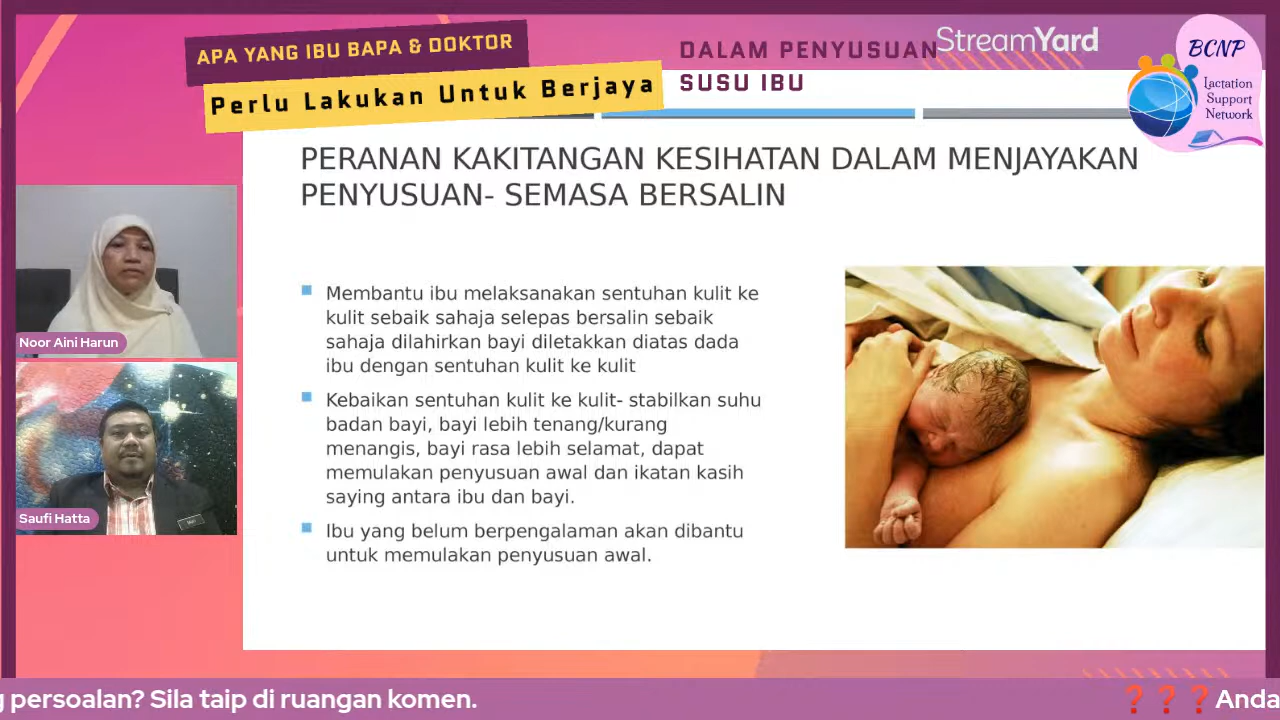 APA YANG IBU BAPA & DOKTOR
Perlu Lakukan Untuk Berjaya
DALAM PENYUSUAN
SUSU IBU
StreamYard
BCNP
Lactation
Support
Network
PERANAN KAKITANGAN KESIHATAN DALAM MENJAYAKAN
PENYUSUAN- SEMASA BERSALIN
Membantu ibu melaksanakan sentuhan kulit ke
kulit sebaik sahaja selepas bersalin sebaik
sahaja dilahirkan bayi diletakkan diatas dada
ibu dengan sentuhan kulit ke kulit
Kebaikan sentuhan kulit ke kulit- stabilkan suhu
badan bayi, bayi lebih tenang/kurang
menangis, bayi rasa lebih selamat, dapat
memulakan penyusuan awal dan ikatan kasih
saying antara ibu dan bayi.
Ibu yang belum berpengalaman akan dibantu
untuk memulakan penyusuan awal.
Noor Aini Harun
Saufi Hatta
g persoalan? Sila taip di ruangan komen.
❓❓❓Anda